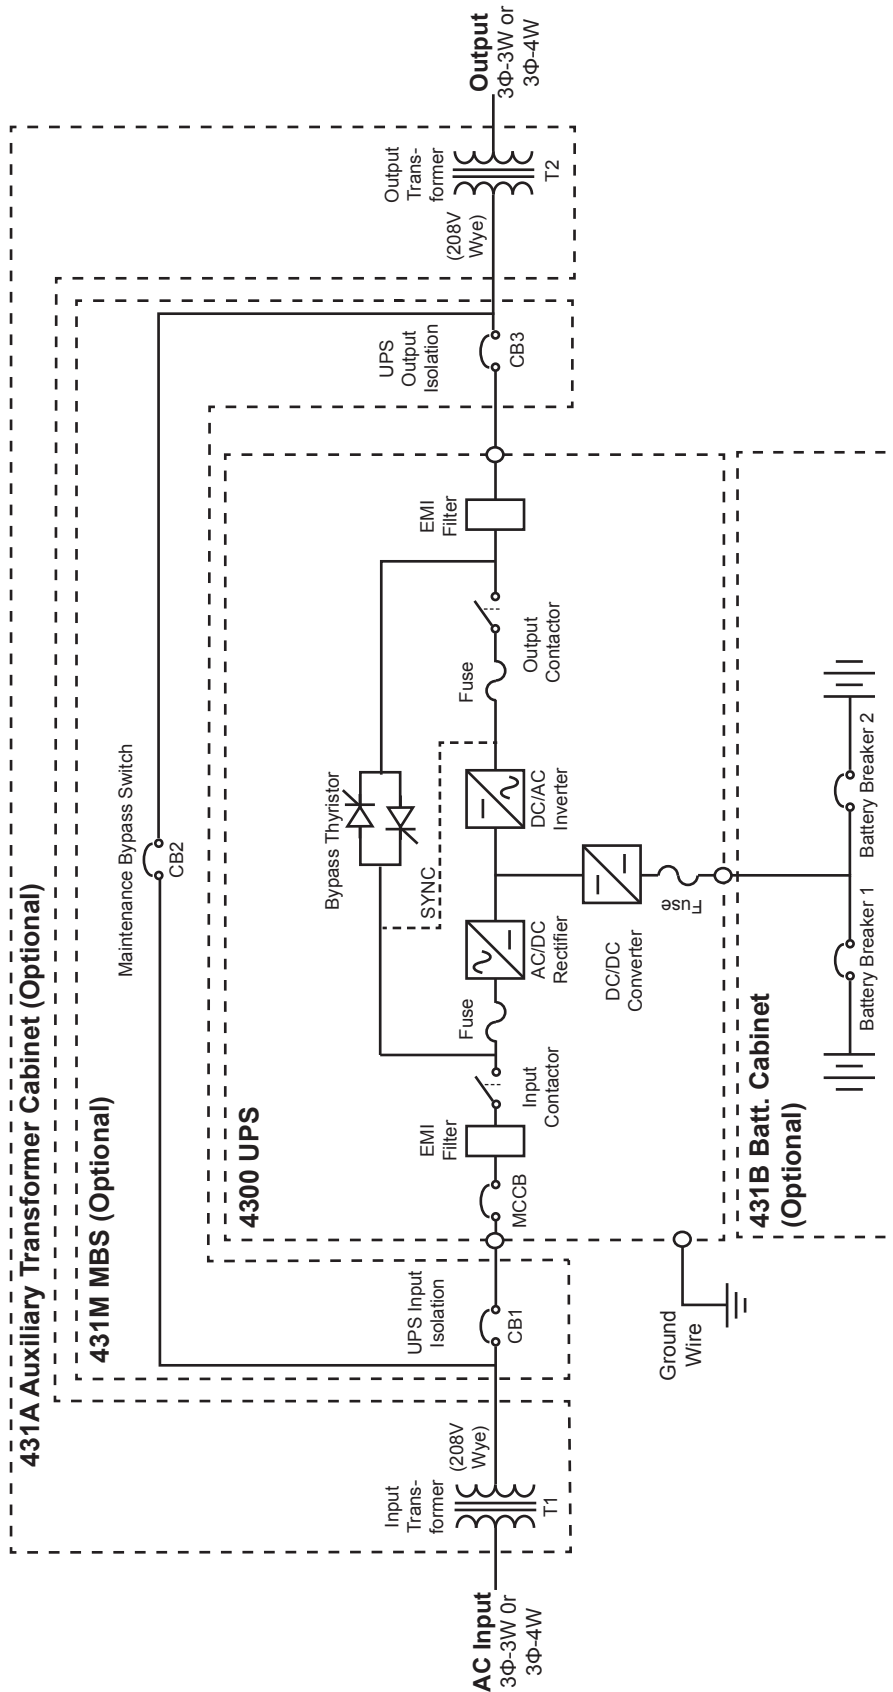 431A Auxiliary Transformer Cabinet (Optional)
431M MBS (Optional)
Maintenance Bypass Switch
CB2
4300 UPS
AC Input
3Φ-3W 0r
3Φ-4W
Input
Trans-
former
(208V
Wye)
T1
UPS Input
Isolation
CB1
MCCB
EMI
Filter
Input
Contactor
Fuse
AC/DC
Rectifier
SYNC
Bypass Thyristor
DC/AC
Inverter
Fuse
Output
Contactor
EMI
Filter
UPS
Output
Isolation
CB3
(208V
Wye)
Output
Trans-
former
T2
Output
3Φ-3W or
3Φ-4W
DC/DC
Converter
Fuse
Ground
Wire
431B Batt. Cabinet
(Optional)
Battery Breaker 1
Battery Breaker 2